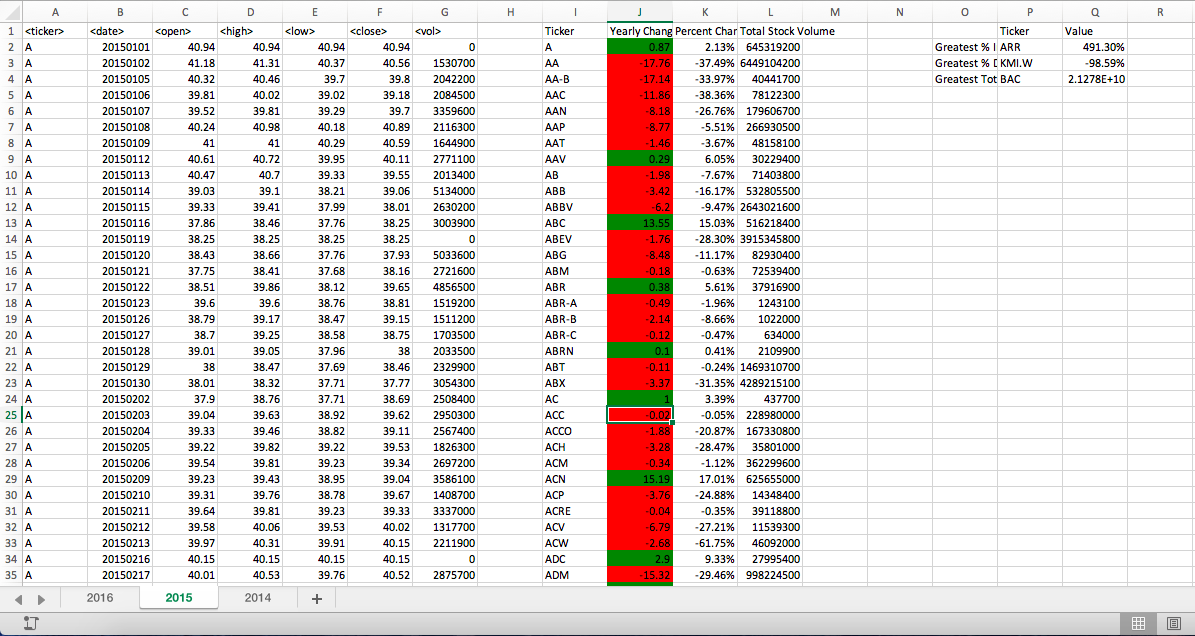 A B C D E F G H I J K L M N O P Q R
1 <ticker> <date> <open> <high> <low> <close> <vol> Ticker Yearly Chang Percent Char Total Stock Volume Ticker Value
2 A 20150101 40.94 40.94 40.94 40.94 0 A 0.87 2.13% 645319200 Greatest % I ARR 491.30%
3 A 20150102 41.18 41.31 40.37 40.56 1530700 AA -17.76 -37.49% 6449104200 Greatest % D KMI.W -98.59%
4 A 20150105 40.32 40.46 39.7 39.8 2042200 AA-B -17.14 -33.97% 40441700 Greatest Tot BAC 2.1278E+10
5 A 20150106 39.81 40.02 39.02 39.18 2084500 AAC -11.86 -38.36% 78122300
6 A 20150107 39.52 39.81 39.29 39.7 3359600 AAN -8.18 -26.76% 179606700
7 A 20150108 40.24 40.98 40.18 40.89 2116300 AAP -8.77 -5.51% 266930500
8 A 20150109 41 41 40.29 40.59 1644900 AAT -1.46 -3.67% 48158100
9 A 20150112 40.61 40.72 39.95 40.11 2771100 AAV 0.29 6.05% 30229400
10 A 20150113 40.47 40.7 39.33 39.55 2013400 AB -1.98 -7.67% 71403800
11 A 20150114 39.03 39.1 38.21 39.06 5134000 ABB -3.42 -16.17% 532805500
12 A 20150115 39.33 39.41 37.99 38.01 2630200 ABBV -6.2 -9.47% 2643021600
13 A 20150116 37.86 38.46 37.76 38.25 3003900 ABC 13.55 15.03% 516218400
14 A 20150119 38.25 38.25 38.25 38.25 0 ABEV -1.76 -28.30% 3915345800
15 A 20150120 38.43 38.66 37.76 37.93 5033600 ABG -8.48 -11.17% 82930400
16 A 20150121 37.75 38.41 37.68 38.16 2721600 ABM -0.18 -0.63% 72539400
17 A 20150122 38.51 39.86 38.12 39.65 4856500 ABR 0.38 5.61% 37916900
18 A 20150123 39.6 39.6 38.76 38.81 1519200 ABR-A -0.49 -1.96% 1243100
19 A 20150126 38.79 39.17 38.47 39.15 1511200 ABR-B -2.14 -8.66% 1022000
20 A 20150127 38.7 39.25 38.58 38.75 1703500 ABR-C -0.12 -0.47% 634000
21 A 20150128 39.01 39.05 37.96 38 2033500 ABRN 0.1 0.41% 2109900
22 A 20150129 38 38.47 37.69 38.46 2329900 ABT -0.11 -0.24% 1469310700
23 A 20150130 38.01 38.32 37.71 37.77 3054300 ABX -3.37 -31.35% 4289215100
24 A 20150202 37.9 38.76 37.71 38.69 2508400 AC 1 3.39% 437700
25 A 20150203 39.04 39.63 38.92 39.62 2950300 ACC -0.02 -0.05% 228980000
26 A 20150204 39.33 39.46 38.82 39.11 2567400 ACCO -1.88 -20.87% 167330800
27 A 20150205 39.22 39.82 39.22 39.53 1826300 ACH -3.28 -28.47% 35801000
28 A 20150206 39.54 39.81 39.23 39.34 2697200 ACM -0.34 -1.12% 362299600
29 A 20150209 39.23 39.43 38.95 39.04 3586100 ACN 15.19 17.01% 625655000
30 A 20150210 39.31 39.76 38.78 39.67 1408700 ACP -3.76 -24.88% 14348400
31 A 20150211 39.64 39.81 39.23 39.33 3337000 ACRE -0.04 -0.35% 39118800
32 A 20150212 39.58 40.06 39.53 40.02 1317700 ACV -6.79 -27.21% 11539300
33 A 20150213 39.97 40.31 39.91 40.15 2211900 ACW -2.68 -61.75% 46092000
34 A 20150216 40.15 40.15 40.15 40.15 0 ADC 2.9 9.33% 27995400
35 A 20150217 40.01 40.53 39.76 40.52 2875700 ADM -15.32 -29.46% 998224500
2016 2015 2014 +